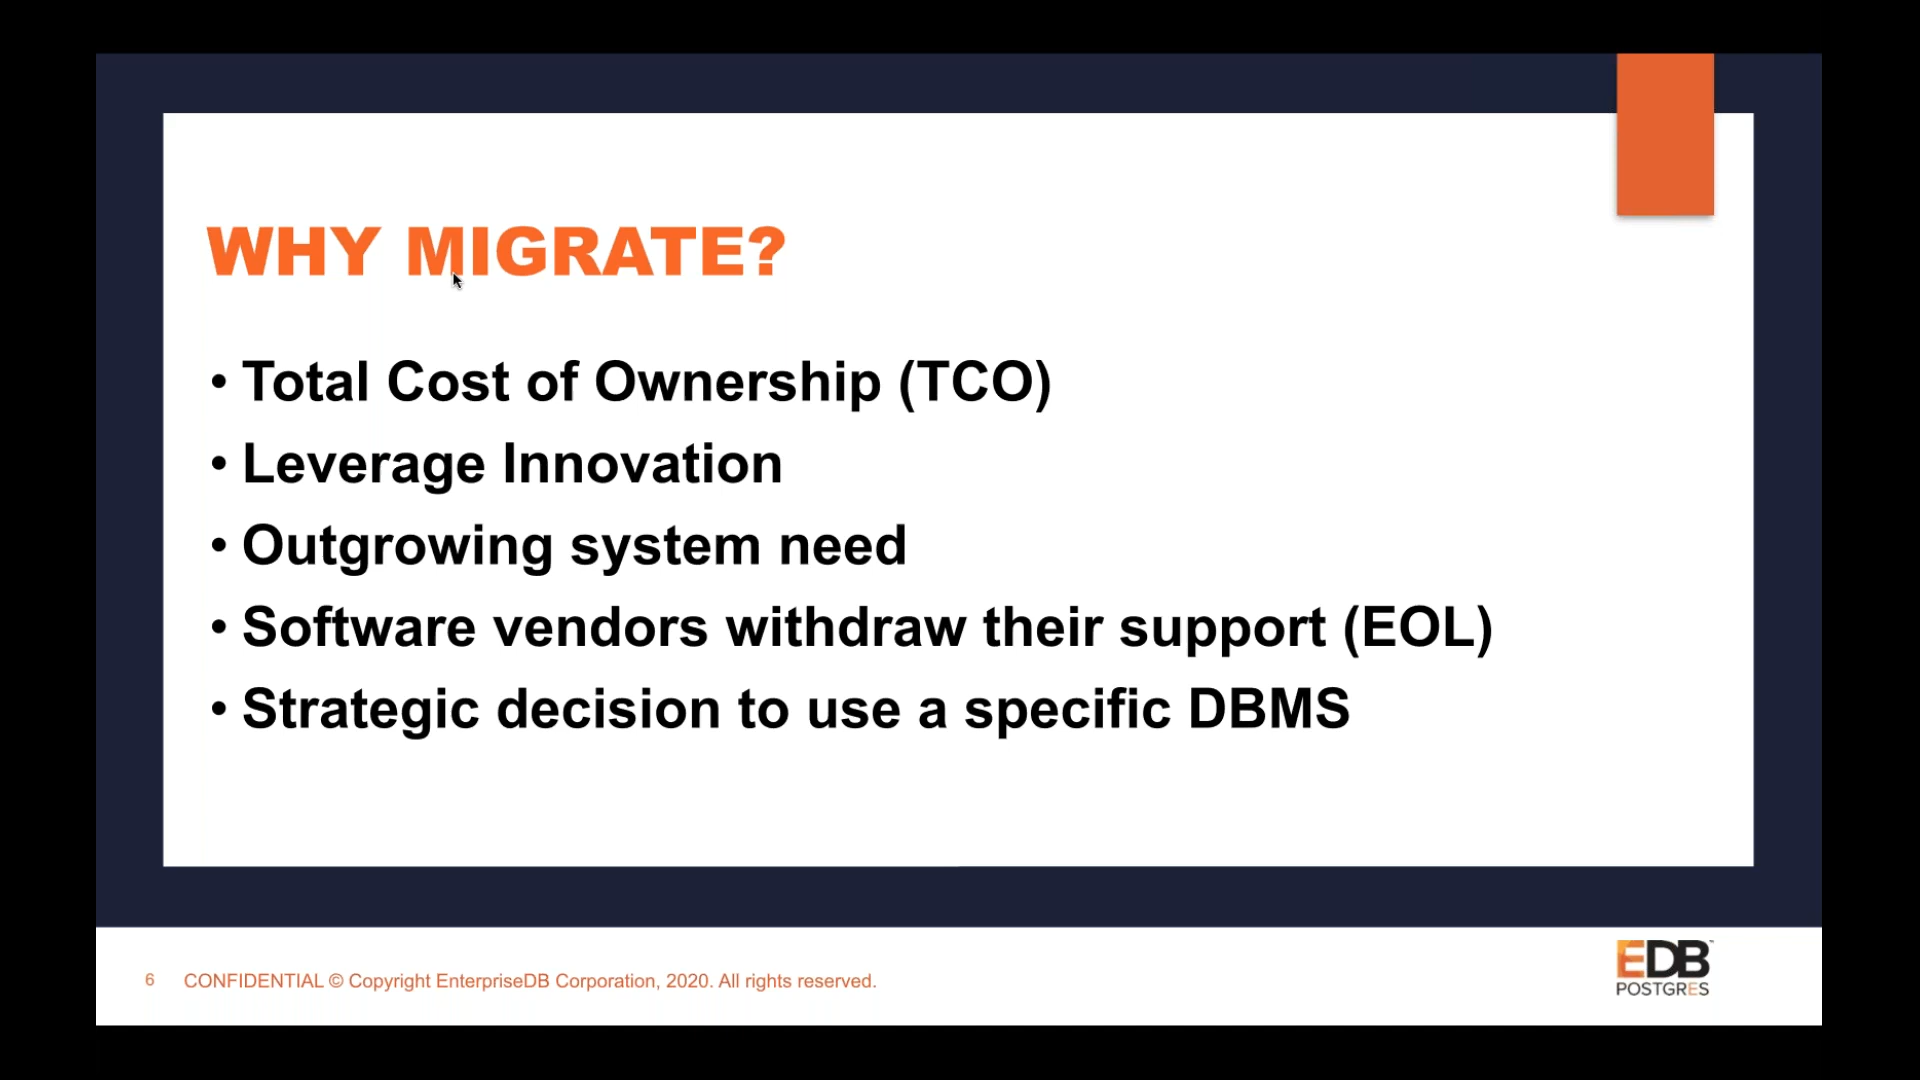 WHY MIGRATE?
• Total Cost of Ownership (TCO)
• Leverage Innovation
• Outgrowing system need
• Software vendors withdraw their support (EOL)
• Strategic decision to use a specific DBMS
6 CONFIDENTIAL © Copyright EnterpriseDB Corporation, 2020. All rights reserved.
EDB™
POSTGRES